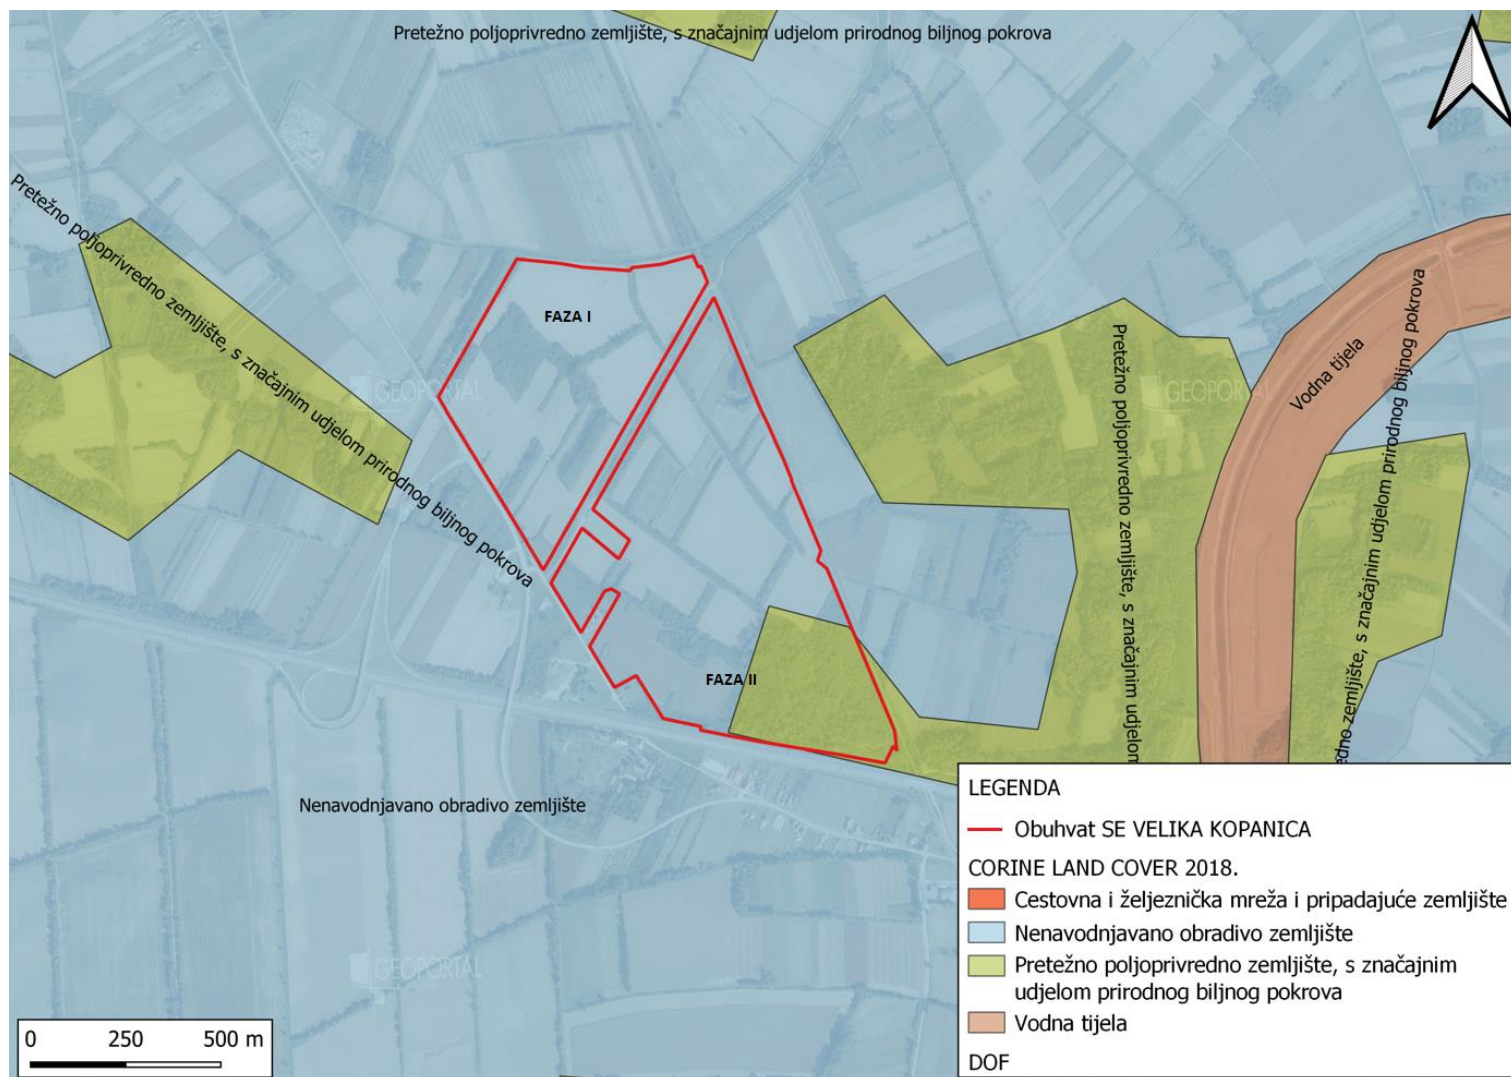 Pretežno poljoprivredno zemljište, s značajnim udjelom prirodnog biljnog pokrova
Pretežno poljoprivredno zemljište, s značajnim udjelom prirodnog biljnog pokrova
FAZA I
GEOPORTAL
GEOPORTAL
Pretežno poljoprivredno zemljište, s značajnim udjelom
Vodna tijela
edno zemljište, s značajnim udjelom prirodnog biljnog pokrova
FAZA II
Nenavodnjavano obradivo zemljište
GEOPORTAL
LEGENDA
Obuhvat SE VELIKA KOPANICA
CORINE LAND COVER 2018.
Cestovna i željeznička mreža i pripadajuće zemljište
Nenavodnjavano obradivo zemljište
Pretežno poljoprivredno zemljište, s značajnim
udjelom prirodnog biljnog pokrova
Vodna tijela
DOF
0 250 500 m